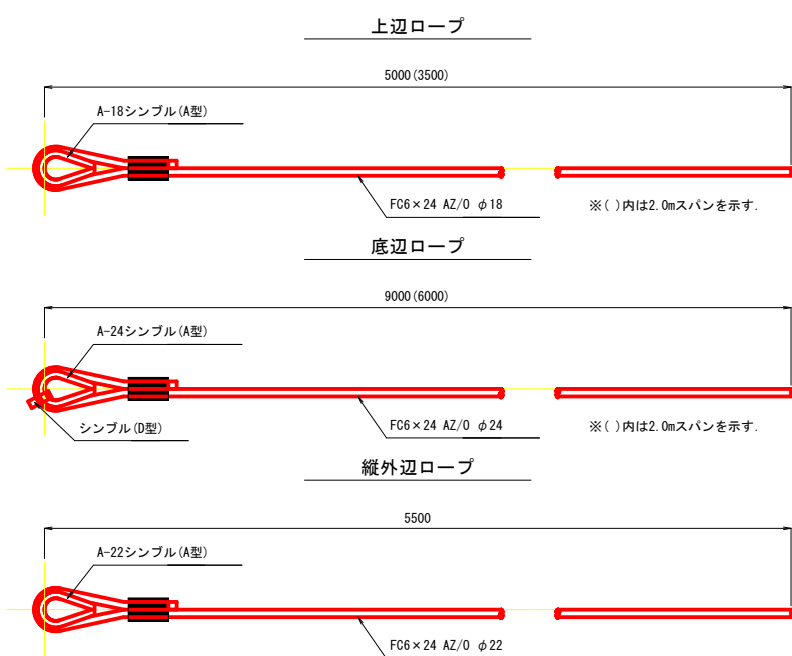 上辺ロープ
5000(3500)
A-18シンブル(A型)
FC6×24 AZ/0 φ18
※( )内は2.0mスパンを示す.
底辺ロープ
9000(6000)
A-24シンブル(A型)
シンブル(D型)
FC6×24 AZ/0 φ24
※( )内は2.0mスパンを示す.
縦外辺ロープ
5500
A-22シンブル(A型)
FC6×24 AZ/0 φ22